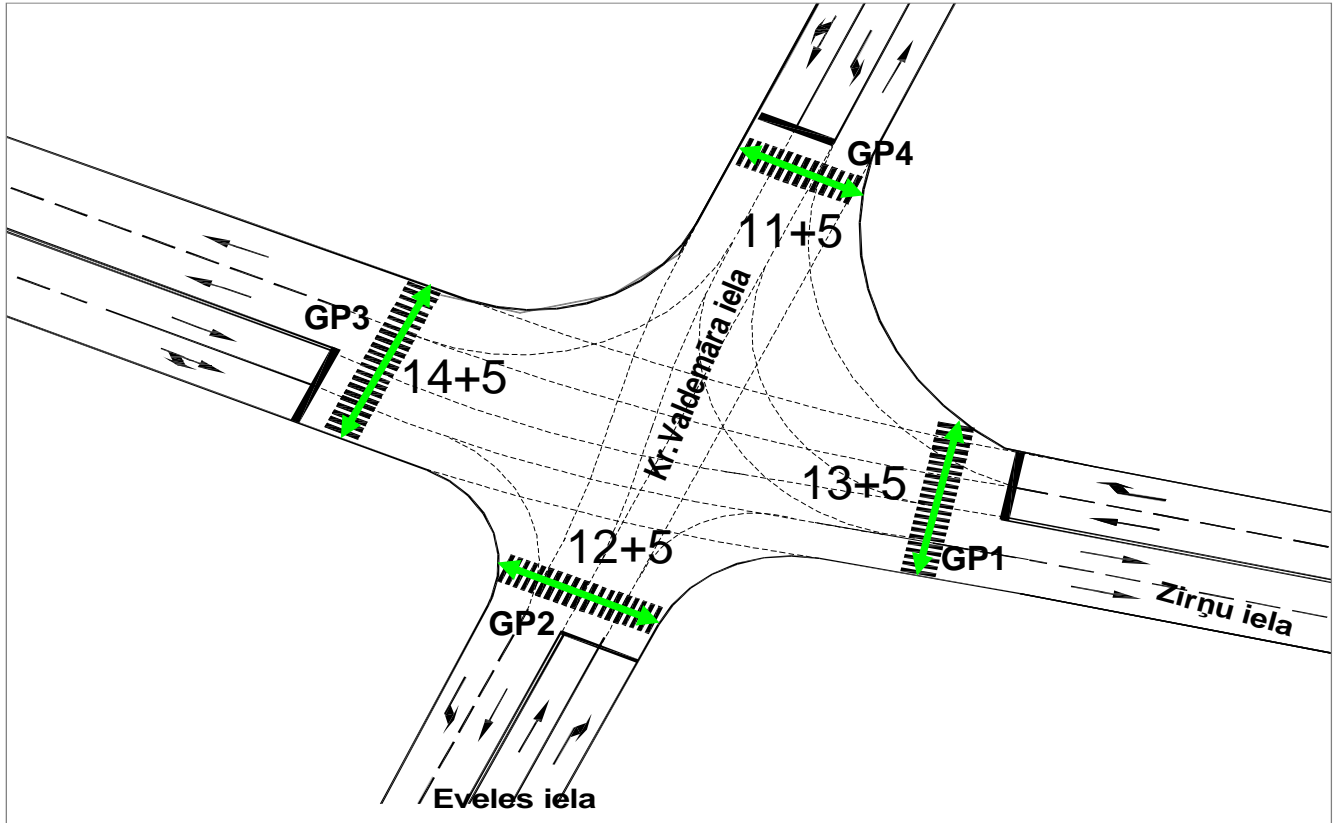 GP4
11+5
GP3
14+5
Kr.Valdemāra iela
13+5
12+5
GP1
Zirņu iela
GP2
Eveles iela